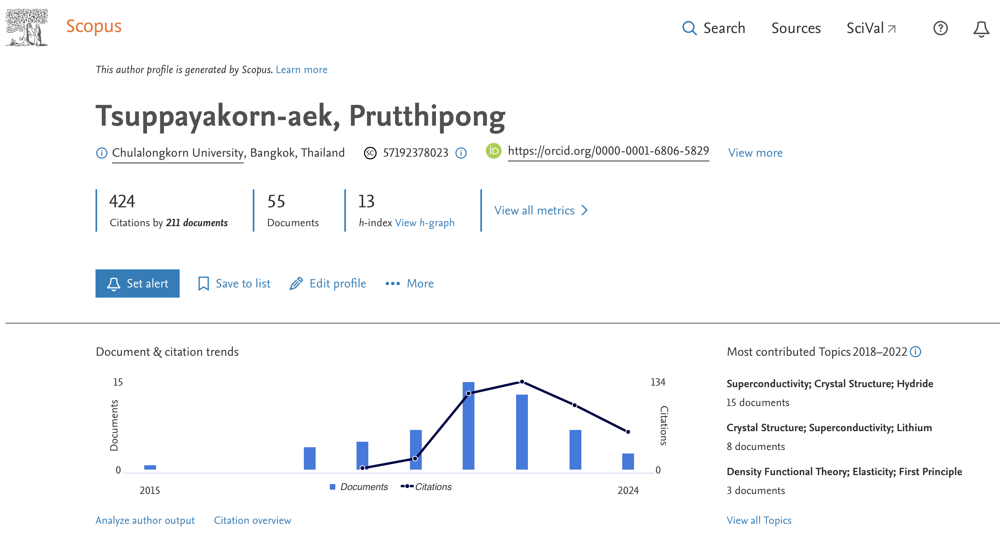 NON SOLUS
Scopus
Search Sources SciVal
This author profile is generated by Scopus. Learn more
Tsuppayakorn-aek, Prutthipong
Chulalongkorn University, Bangkok, Thailand SC 57192378023 iD https://orcid.org/0000-0001-6806-5829 View more
424
Citations by 211 documents
55
Documents
13
h-index View h-graph
View all metrics
Set alert Save to list Edit profile More
Document & citation trends
15
Documents
0
134
Citations
0
2015
2024
Documents Citations
Analyze author output Citation overview
Most contributed Topics 2018–2022
Superconductivity; Crystal Structure; Hydride
15 documents
Crystal Structure; Superconductivity; Lithium
8 documents
Density Functional Theory; Elasticity; First Principle
3 documents
View all Topics